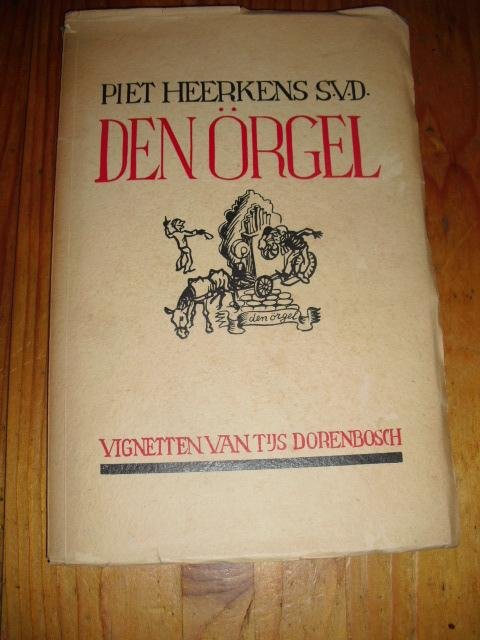 PIET HEERKENS S.V.D.
DEN ÖRGEL
den örgel
VIGNETTEN VAN TIJS DORENBOSCH